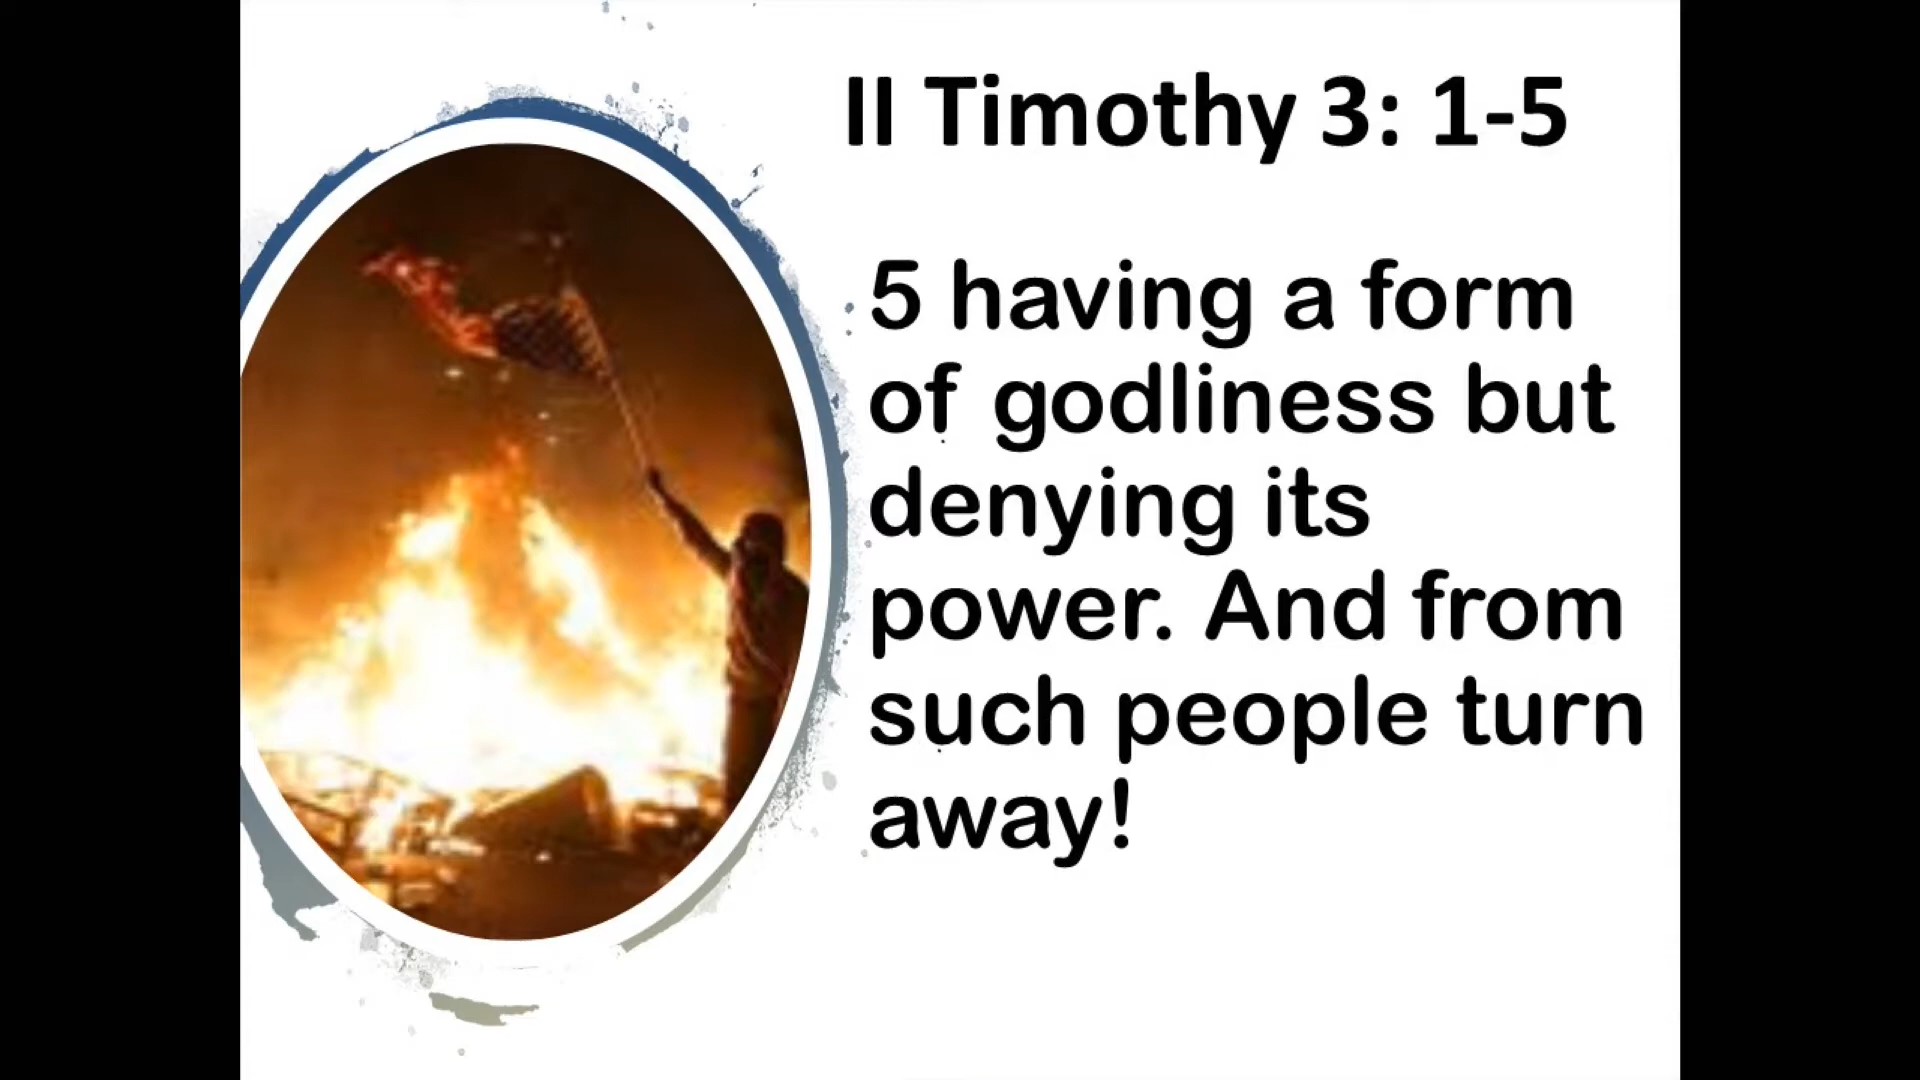 II Timothy 3: 1-5
5 having a form
of godliness but
denying its
power. And from
such people turn
away!